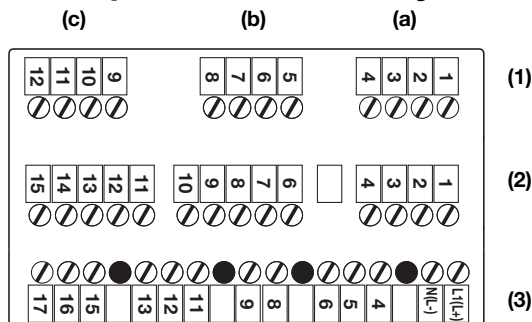 (c) (b) (a)
12 11 10 9 8 7 6 5 4 3 2 1 (1)
15 14 13 12 11 10 9 8 7 6 4 3 2 1 (2)
17 16 15 13 12 11 9 8 6 5 4 N(L-) L1(L+) (3)